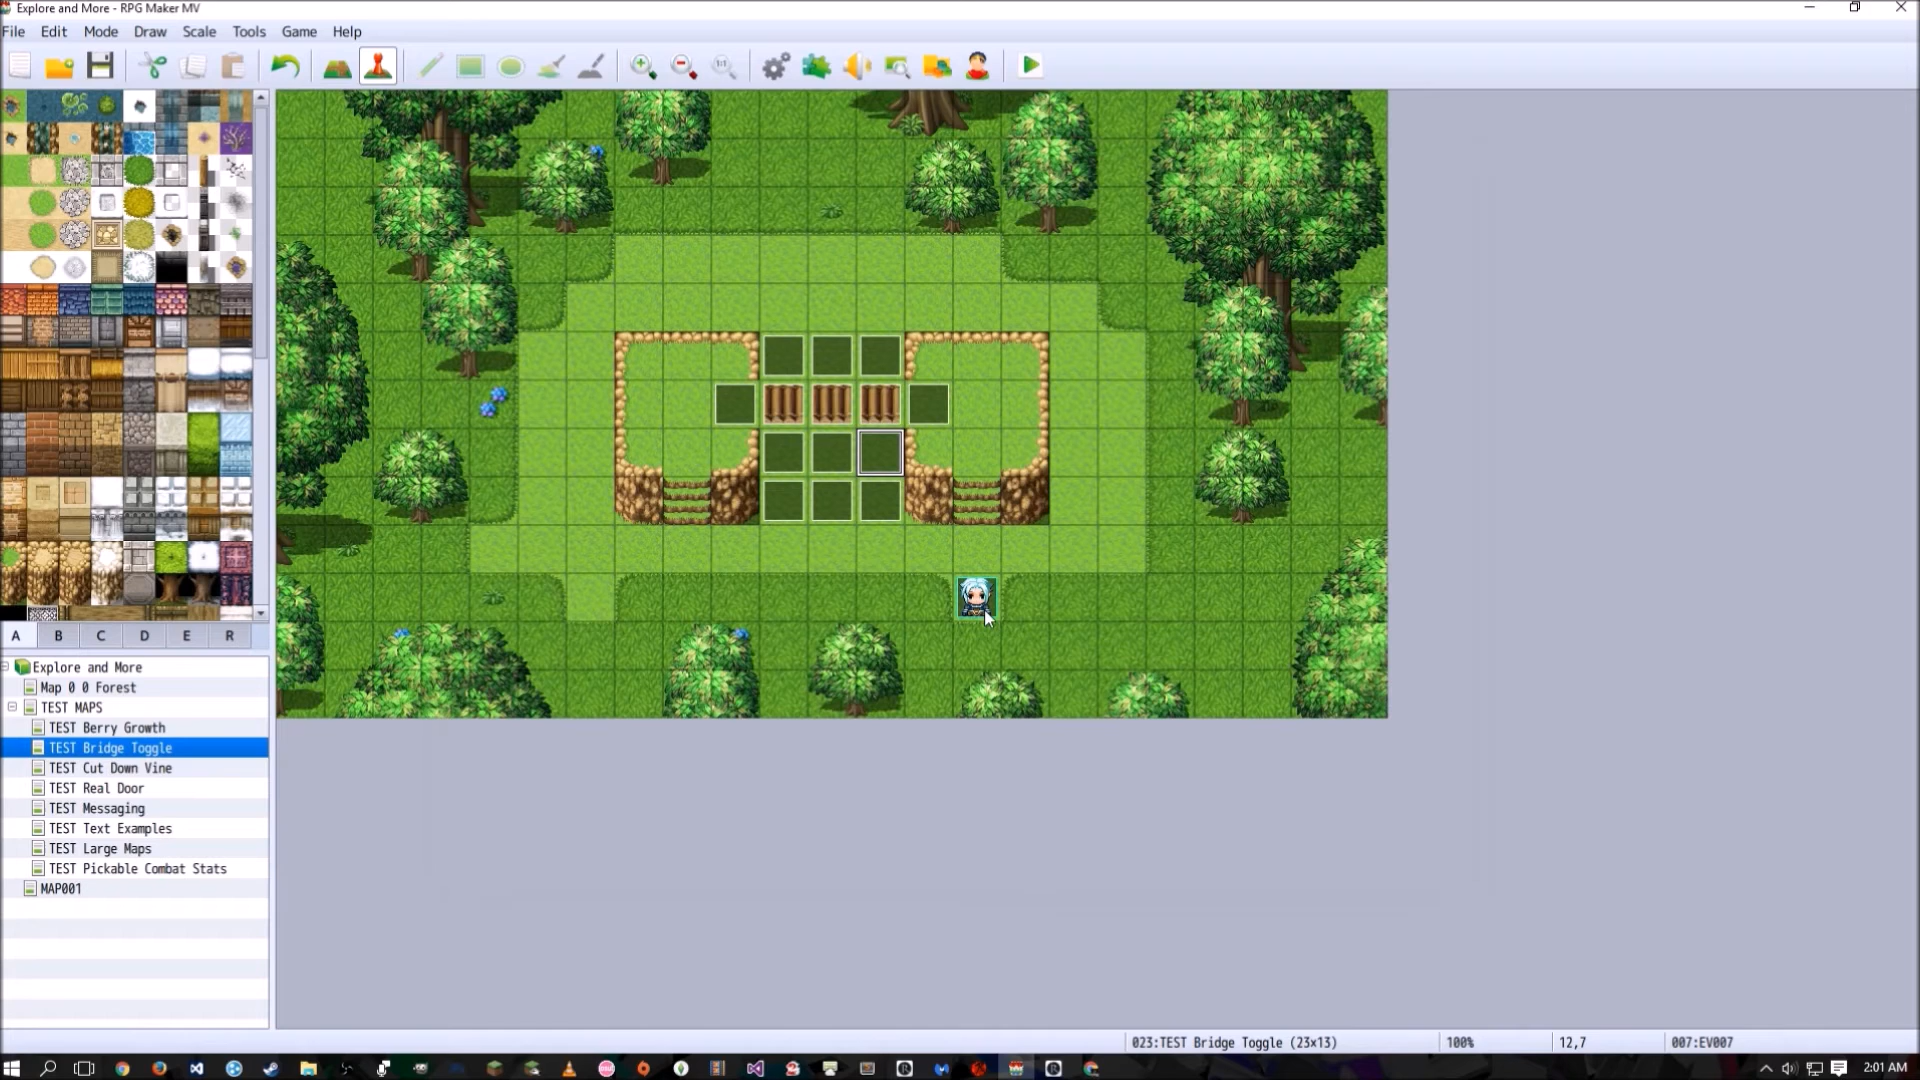 Explore and More - RPG Maker MV
File Edit Mode Draw Scale Tools Game Help
1:1
A B C D E R
Explore and More
Map 0 0 Forest
TEST MAPS
TEST Berry Growth
TEST Bridge Toggle
TEST Cut Down Vine
TEST Real Door
TEST Messaging
TEST Text Examples
TEST Large Maps
TEST Pickable Combat Stats
MAP001
023:TEST Bridge Toggle (23x13) 100% 12,7 007:EV007
2:01 AM